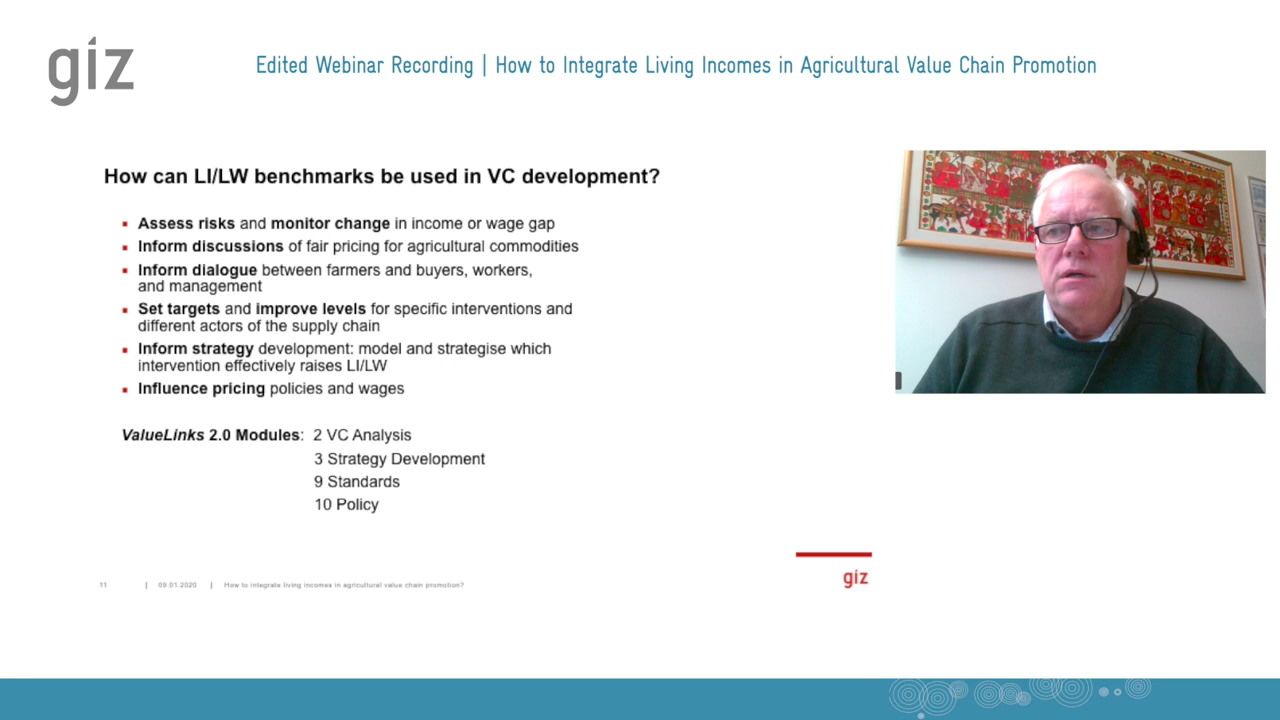 giz
Edited Webinar Recording | How to Integrate Living Incomes in Agricultural Value Chain Promotion
How can LI/LW benchmarks be used in VC development?
▪ Assess risks and monitor change in income or wage gap
▪ Inform discussions of fair pricing for agricultural commodities
▪ Inform dialogue between farmers and buyers, workers,
and management
▪ Set targets and improve levels for specific interventions and
different actors of the supply chain
▪ Inform strategy development: model and strategise which
intervention effectively raises LI/LW
▪ Influence pricing policies and wages
ValueLinks 2.0 Modules: 2 VC Analysis
3 Strategy Development
9 Standards
10 Policy
11 | 09.01.2020 | How to integrate living incomes in agricultural value chain promotion?
giz